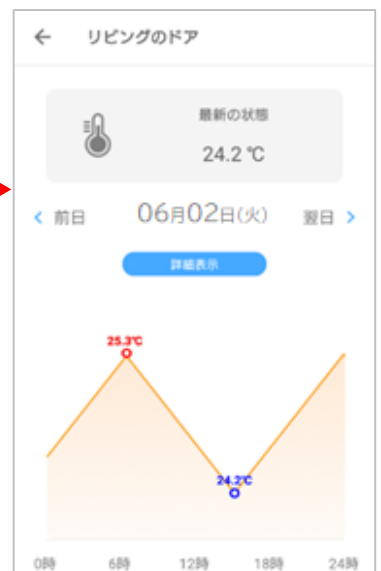 ← リビングのドア
最新の状態
24.2 ℃
< 前日 06月02日(火) 翌日 >
詳細表示
25.3℃
24.2℃
0時 6時 12時 18時 24時